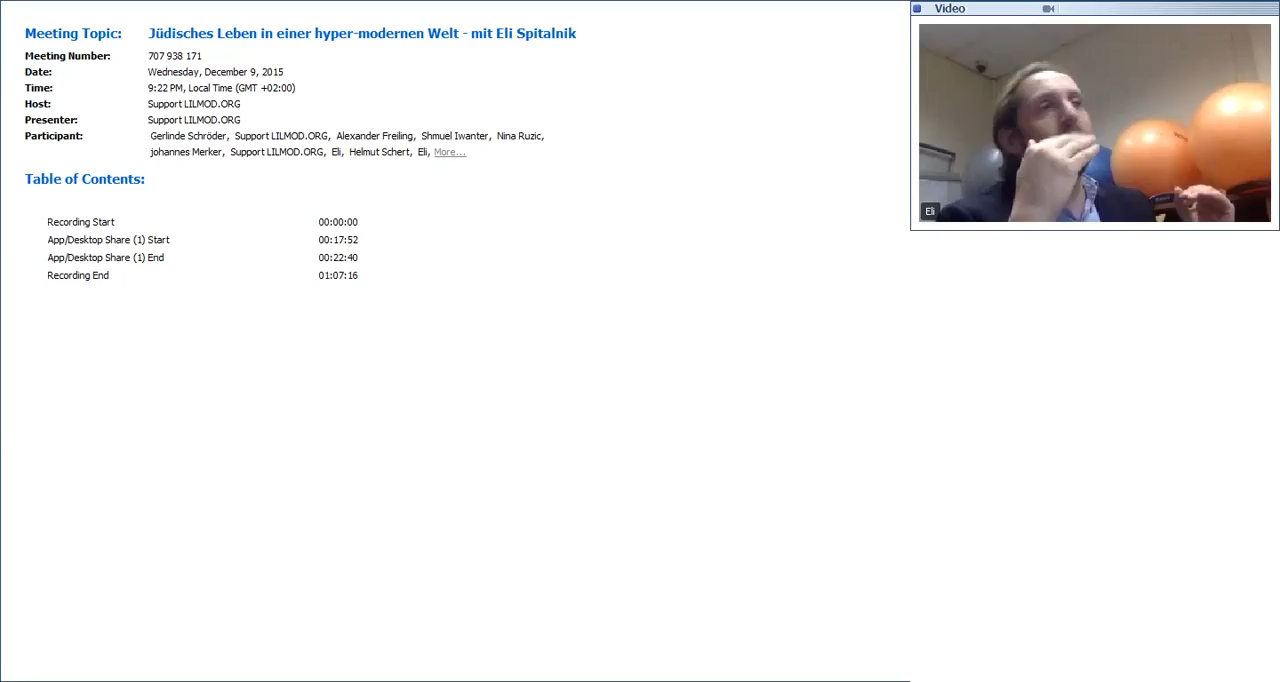 Meeting Topic: Jüdisches Leben in einer hyper-modernen Welt - mit Eli Spitalnik
Meeting Number: 707 938 171
Date: Wednesday, December 9, 2015
Time: 9:22 PM, Local Time (GMT +02:00)
Host: Support LILMOD.ORG
Presenter: Support LILMOD.ORG
Participant: Gerlinde Schröder, Support LILMOD.ORG, Alexander Freiling, Shmuel Iwanter, Nina Ruzic,
johannes Merker, Support LILMOD.ORG, Eli, Helmut Schert, Eli, More...
Table of Contents:
Recording Start 00:00:00
App/Desktop Share (1) Start 00:17:52
App/Desktop Share (1) End 00:22:40
Recording End 01:07:16
Video
Eli